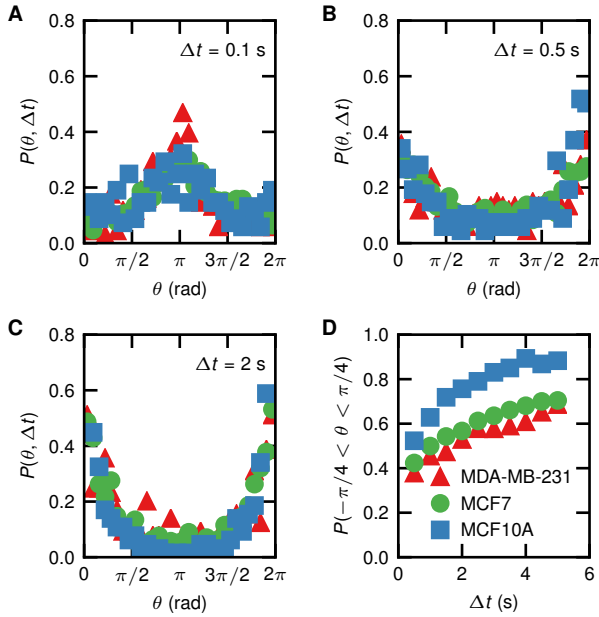 A
Δt = 0.1 s
P(θ, Δt)
0.8
0.6
0.4
0.2
0.0
0
π/2
π
3π/2
2π
θ (rad)
B
Δt = 0.5 s
P(θ, Δt)
0.8
0.6
0.4
0.2
0.0
0
π/2
π
3π/2
2π
θ (rad)
C
Δt = 2 s
P(θ, Δt)
0.8
0.6
0.4
0.2
0.0
0
π/2
π
3π/2
2π
θ (rad)
D
P(−π/4 < θ < π/4)
1.0
0.8
0.6
0.4
0.2
0.0
0
2
4
6
Δt (s)
MDA-MB-231
MCF7
MCF10A